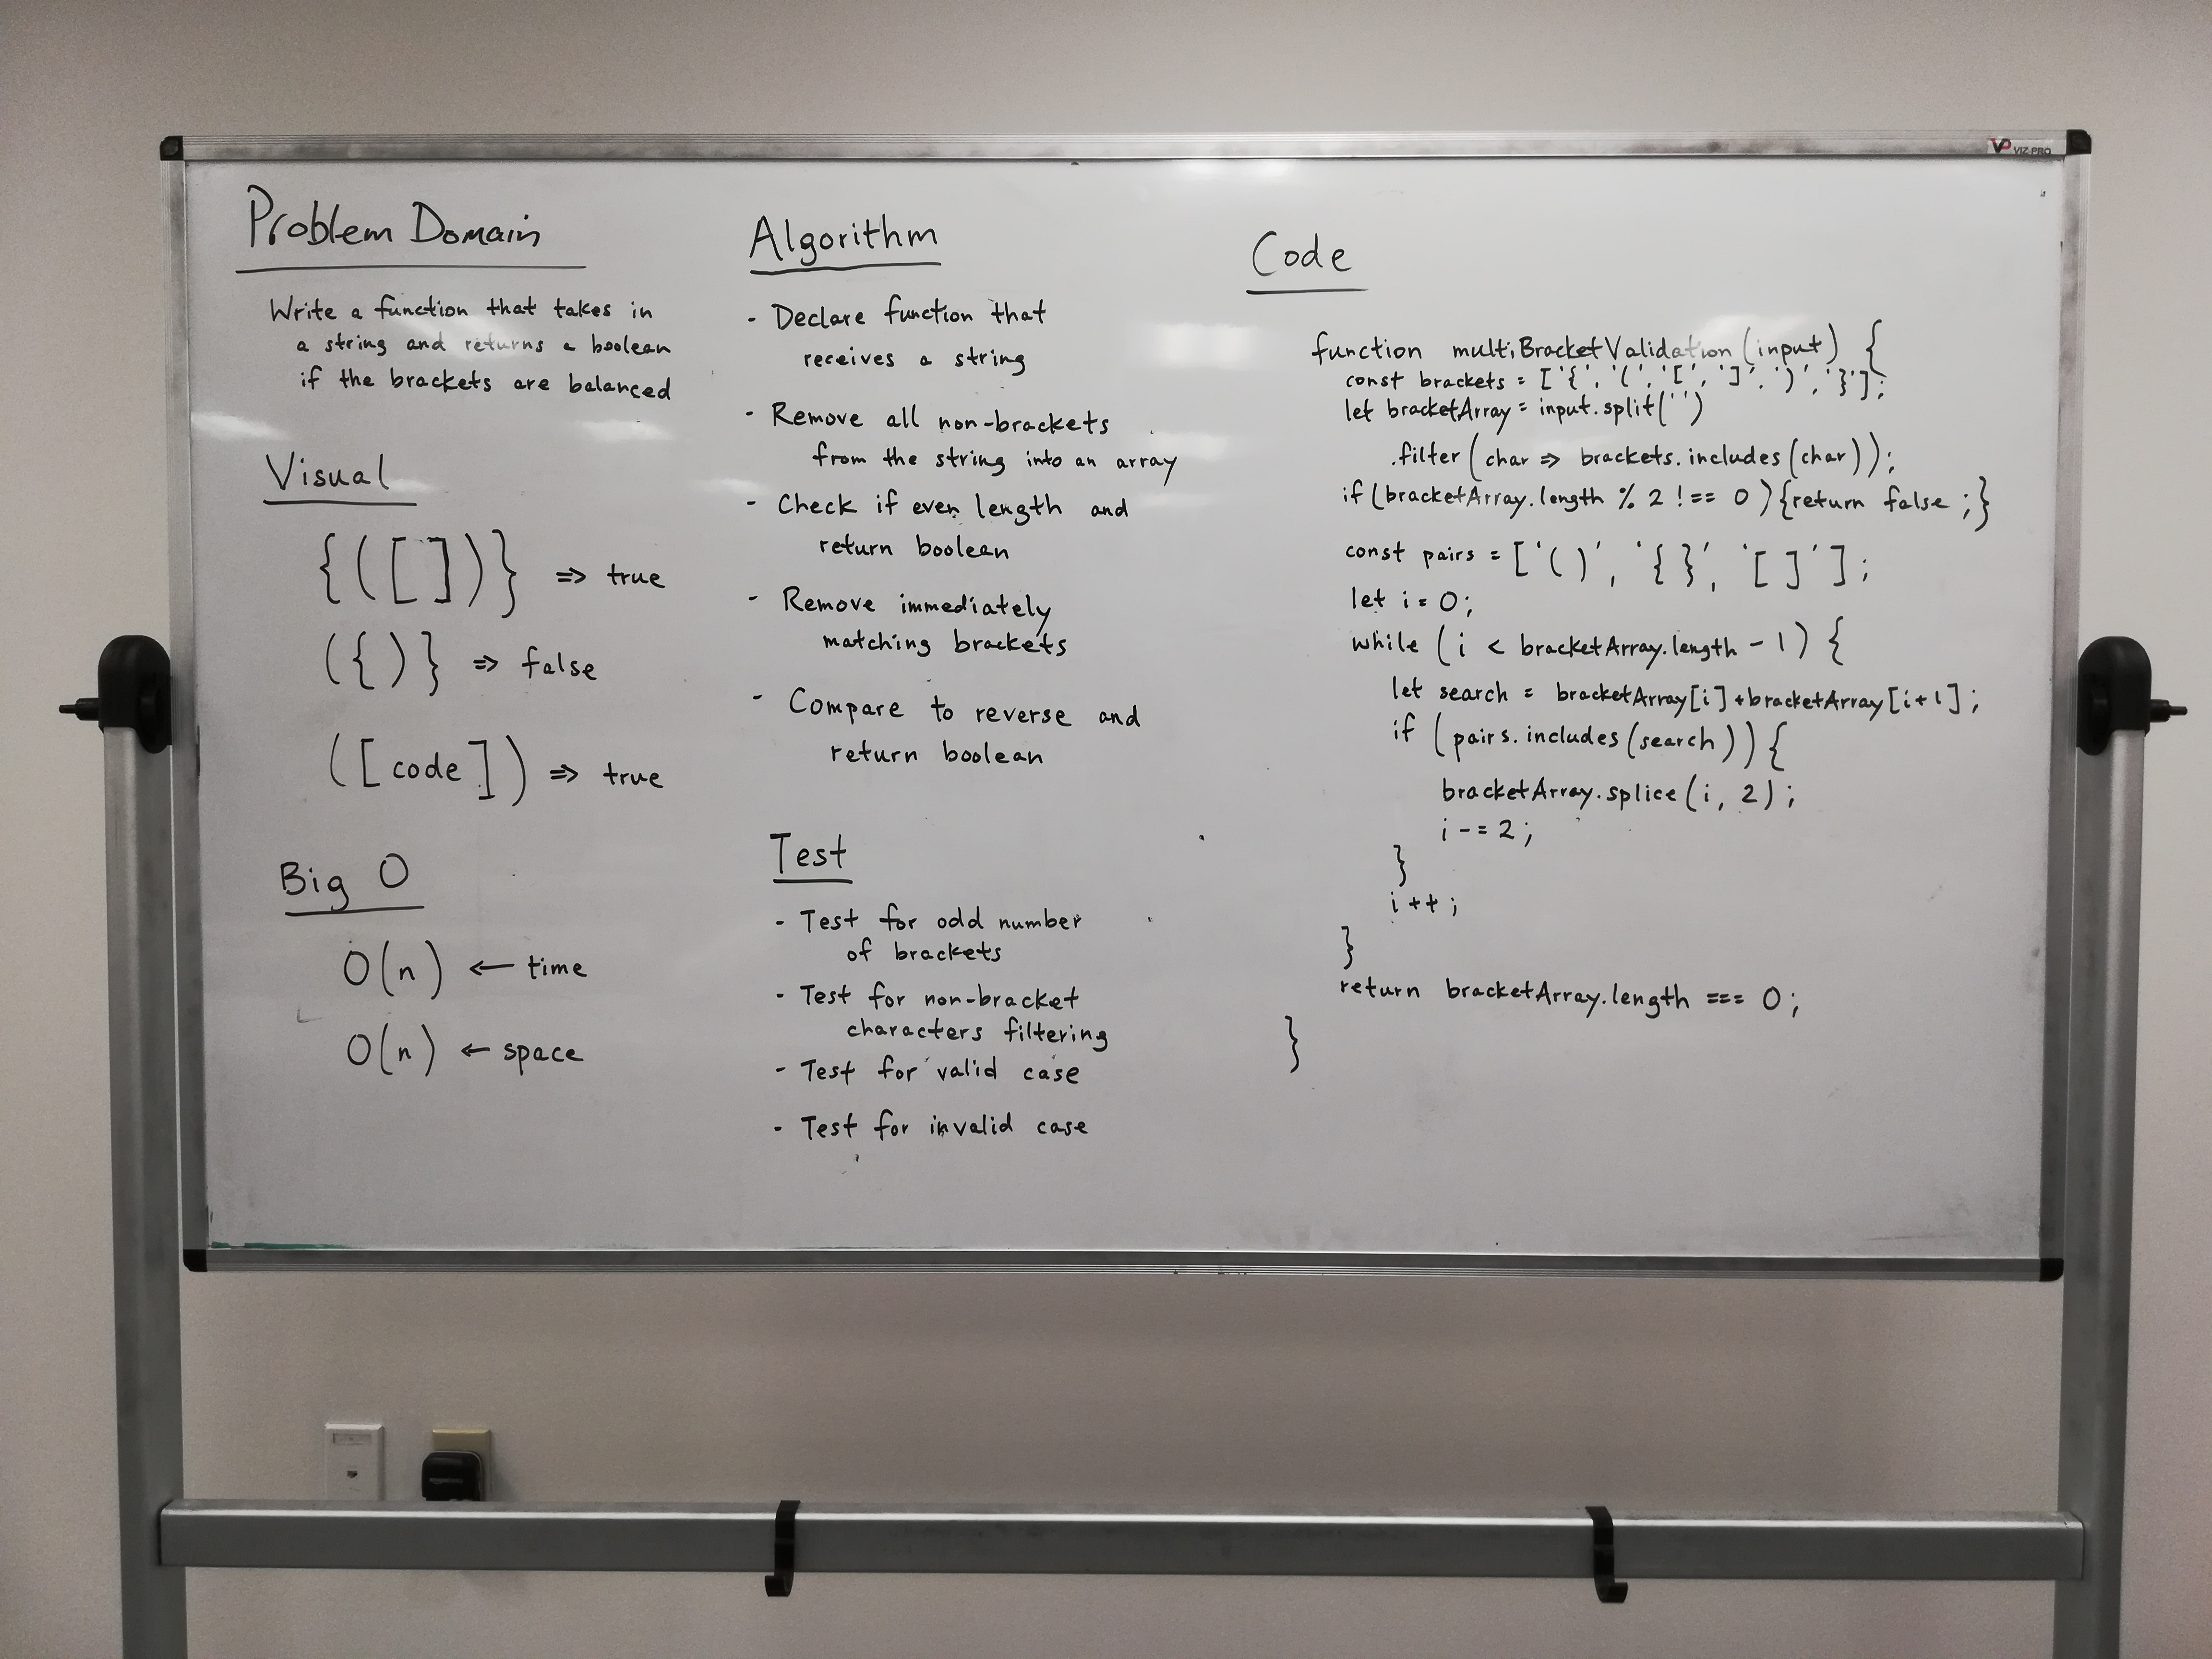 VP VIZ-PRO
Problem Domain
Write a function that takes in
a string and returns a boolean
if the brackets are balanced
Visual
{([])} => true
({)} => false
([code]) => true
Big O
O(n) <- time
O(n) <- space
Algorithm
- Declare function that
receives a string
- Remove all non-brackets
from the string into an array
- Check if even length and
return boolean
- Remove immediately
matching brackets
- Compare to reverse and
return boolean
Test
- Test for odd number
of brackets
- Test for non-bracket
characters filtering
- Test for valid case
- Test for invalid case
Code
function multiBracketValidation(input) {
const brackets = ['{', '(', '[', ']', ')', '}'];
let bracketArray = input.split('')
.filter(char => brackets.includes(char));
if(bracketArray.length % 2 !== 0){return false;}
const pairs = ['()', '{}', '[]'];
let i = 0;
while (i < bracketArray.length - 1) {
let search = bracketArray[i]+bracketArray[i+1];
if (pairs.includes(search)) {
bracketArray.splice(i, 2);
i -= 2;
}
i++;
}
return bracketArray.length === 0;
}